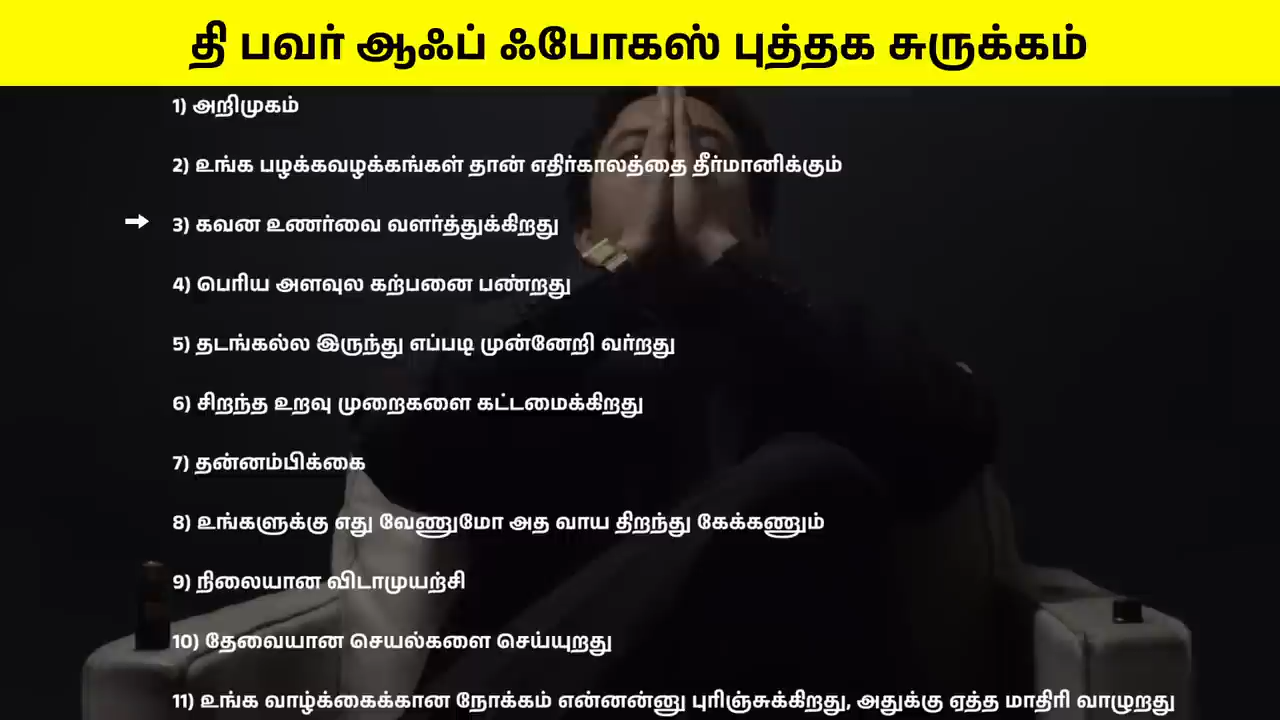 தி பவர் ஆஃப் ஃபோகஸ் புத்தக சுருக்கம்
1) அறிமுகம்
2) உங்க பழக்கவழக்கங்கள் தான் எதிர்காலத்தை தீர்மானிக்கும்
3) கவன உணர்வை வளர்த்துக்கிறது
4) பெரிய அளவுல கற்பனை பண்றது
5) தடங்கல்ல இருந்து எப்படி முன்னேறி வர்றது
6) சிறந்த உறவு முறைகளை கட்டமைக்கிறது
7) தன்னம்பிக்கை
8) உங்களுக்கு எது வேணுமோ அத வாய திறந்து கேக்கணும்
9) நிலையான விடாமுயற்சி
10) தேவையான செயல்களை செய்யுறது
11) உங்க வாழ்க்கைக்கான நோக்கம் என்னன்னு புரிஞ்சுக்கிறது, அதுக்கு ஏத்த மாதிரி வாழுறது